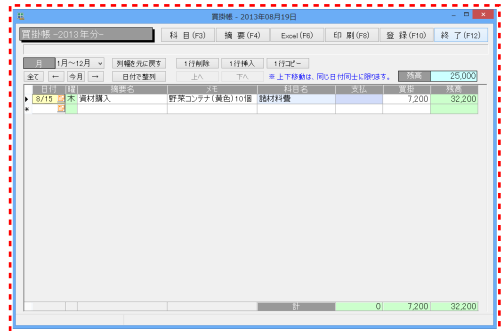 買掛帳 - 2013年08月19日
買掛帳 −2013年分−
科 目(F3) 摘 要(F4) Excel(F6) 印 刷(F8) 登 録(F10) 終 了(F12)
月 1月～12月 列幅を元に戻す 1行削除 1行挿入 1行コピー
全て ← 今月 → 日付で整列 上へ 下へ ※上下移動は、同じ日付同士に限ります。 残高 25,000
日付 曜 摘要名 メモ 科目名 支払 買掛 残高
8/15 木 資材購入 野菜コンテナ(黄色)10個 諸材料費 7,200 32,200
計 0 7,200 32,200